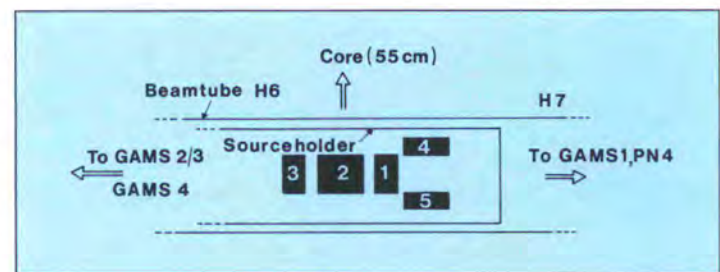 Core (55 cm)
Beamtube H6
H7
Sourceholder
4
To GAMS 2/3
To GAMS1, PN4
3 2 1
GAMS 4
5